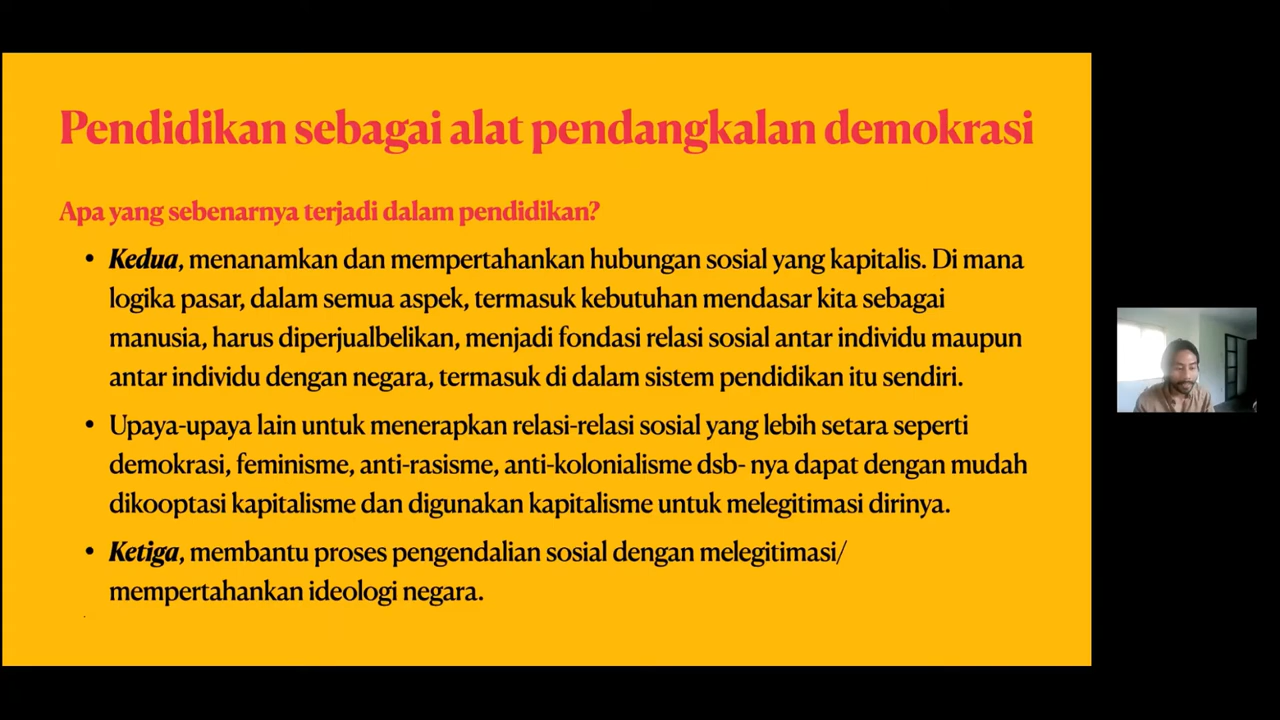 Pendidikan sebagai alat pendangkalan demokrasi
Apa yang sebenarnya terjadi dalam pendidikan?
• Kedua, menanamkan dan mempertahankan hubungan sosial yang kapitalis. Di mana
logika pasar, dalam semua aspek, termasuk kebutuhan mendasar kita sebagai
manusia, harus diperjualbelikan, menjadi fondasi relasi sosial antar individu maupun
antar individu dengan negara, termasuk di dalam sistem pendidikan itu sendiri.
• Upaya-upaya lain untuk menerapkan relasi-relasi sosial yang lebih setara seperti
demokrasi, feminisme, anti-rasisme, anti-kolonialisme dsb- nya dapat dengan mudah
dikooptasi kapitalisme dan digunakan kapitalisme untuk melegitimasi dirinya.
• Ketiga, membantu proses pengendalian sosial dengan melegitimasi/
mempertahankan ideologi negara.